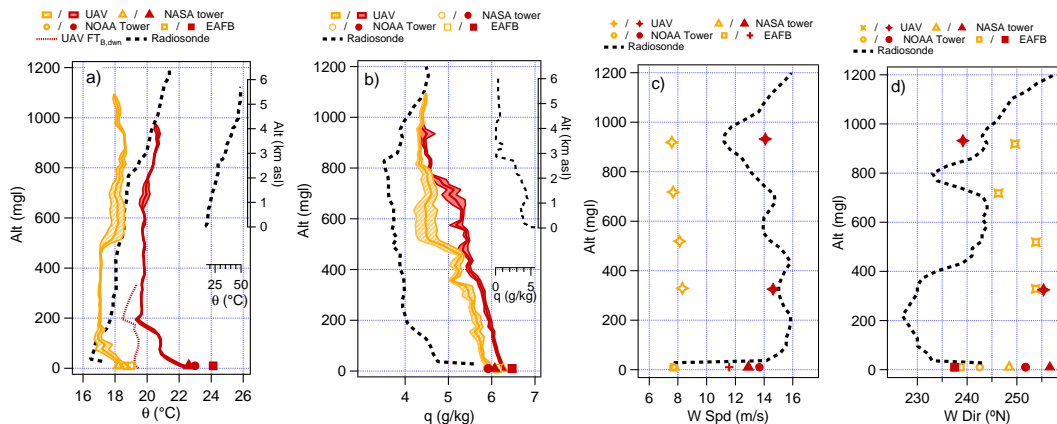 / UAV / NASA tower
/ NOAA Tower / EAFB
UAV FT B,dwn Radiosonde
a)
1200
1000
800
600
400
200
0
Alt (mgl)
16 18 20 22 24
θ (°C)
6
5
4
3
2
1
0
Alt (km asl)
25 50
θ (°C)
/ UAV / NASA tower
/ NOAA Tower / EAFB
Radiosonde
b)
1200
1000
800
600
400
200
0
Alt (mgl)
4 5 6 7
q (g/kg)
6
5
4
3
2
1
0
Alt (km asl)
0 5
q (g/kg)
/ UAV / NASA tower
/ NOAA Tower / EAFB
Radiosonde
c)
1200
1000
800
600
400
200
0
Alt (mgl)
6 8 10 12 14 16
W Spd (m/s)
/ UAV / NASA tower
/ NOAA Tower / EAFB
Radiosonde
d)
1200
1000
800
600
400
200
0
Alt (mgl)
230 240 250
W Dir (ºN)